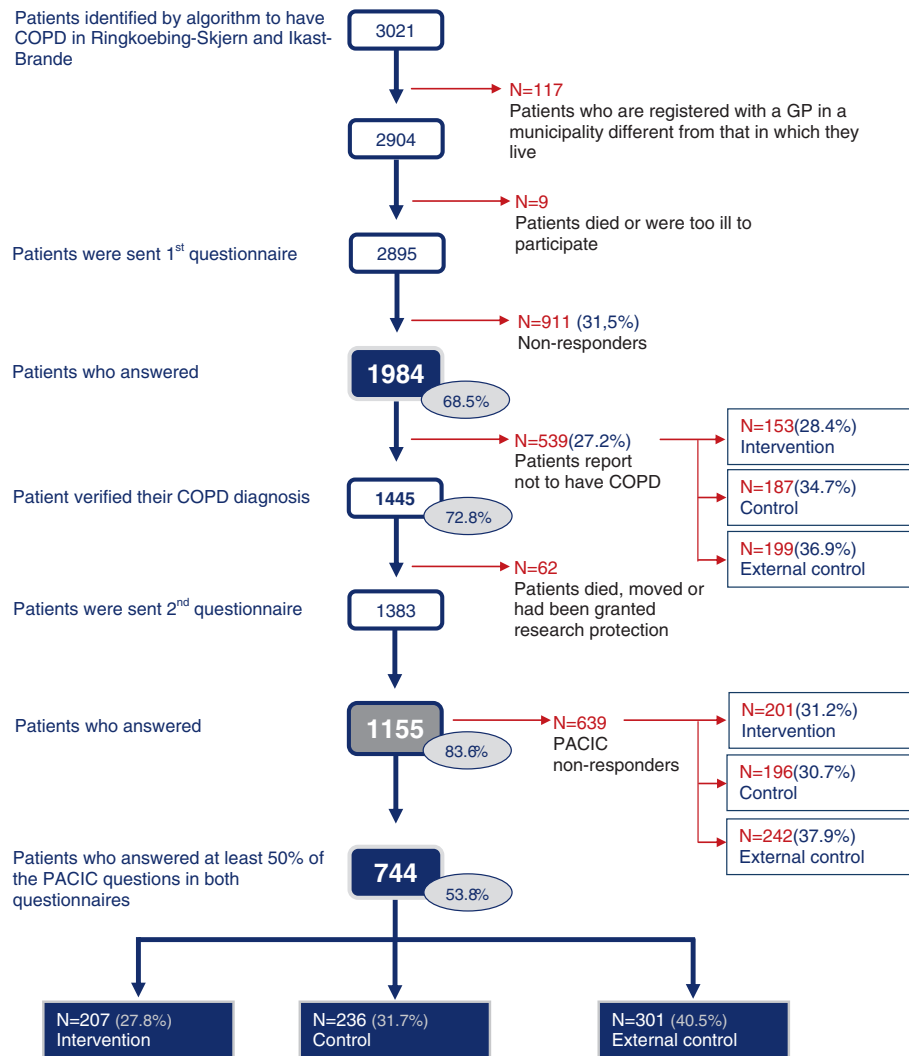 Patients identified by algorithm to have
COPD in Ringkoebing-Skjern and Ikast-
Brande
3021
N=117
Patients who are registered with a GP in a
municipality different from that in which they
live
2904
N=9
Patients died or were too ill to
participate
Patients were sent 1st questionnaire
2895
N=911 (31,5%)
Non-responders
Patients who answered
1984
68.5%
N=539(27.2%)
Patients report
not to have COPD
N=153(28.4%)
Intervention
N=187(34.7%)
Control
N=199(36.9%)
External control
Patient verified their COPD diagnosis
1445
72.8%
N=62
Patients died, moved or
had been granted
research protection
Patients were sent 2nd questionnaire
1383
Patients who answered
1155
83.6%
N=639
PACIC
non-responders
N=201(31.2%)
Intervention
N=196(30.7%)
Control
N=242(37.9%)
External control
Patients who answered at least 50% of
the PACIC questions in both
questionnaires
744
53.8%
N=207 (27.8%)
Intervention
N=236 (31.7%)
Control
N=301 (40.5%)
External control